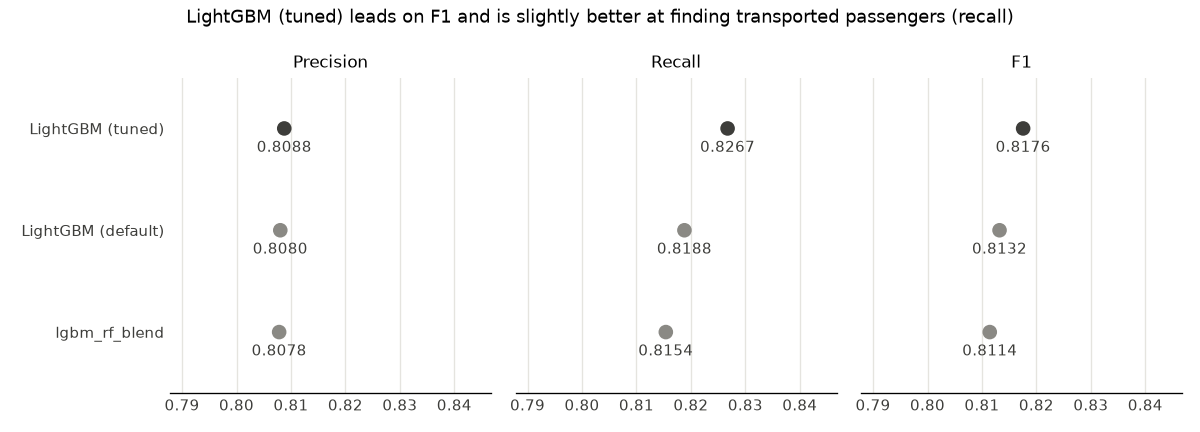 LightGBM (tuned) leads on F1 and is slightly better at finding transported passengers (recall)
Precision
Recall
F1
LightGBM (tuned)
0.8088
0.8267
0.8176
LightGBM (default)
0.8080
0.8188
0.8132
lgbm_rf_blend
0.8078
0.8154
0.8114
0.79 0.80 0.81 0.82 0.83 0.84
0.79 0.80 0.81 0.82 0.83 0.84
0.79 0.80 0.81 0.82 0.83 0.84